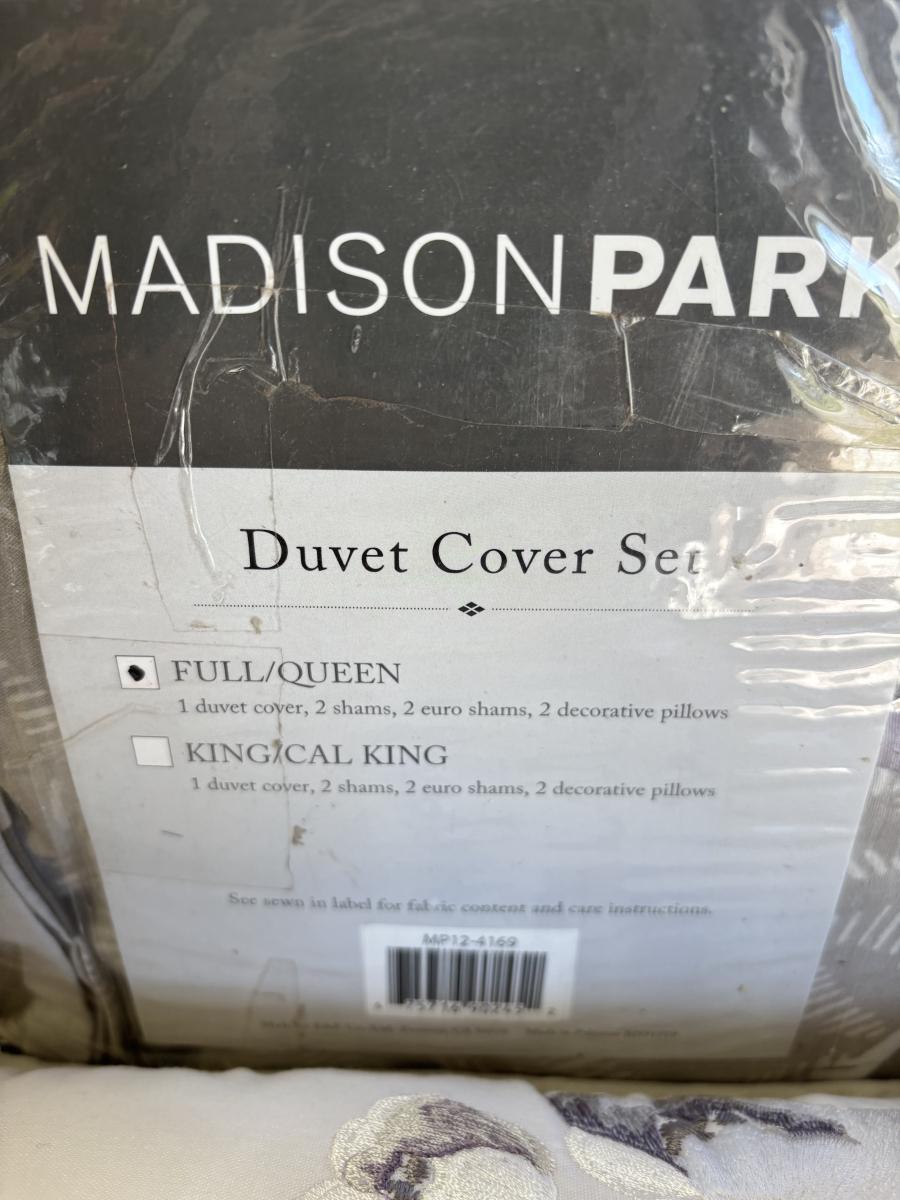 MADISONPARK
Duvet Cover Set
FULL/QUEEN
1 duvet cover, 2 shams, 2 euro shams, 2 decorative pillows
KING/CAL KING
1 duvet cover, 2 shams, 2 euro shams, 2 decorative pillows
See sewn in label for fabric content and care instructions.
MP12-4169